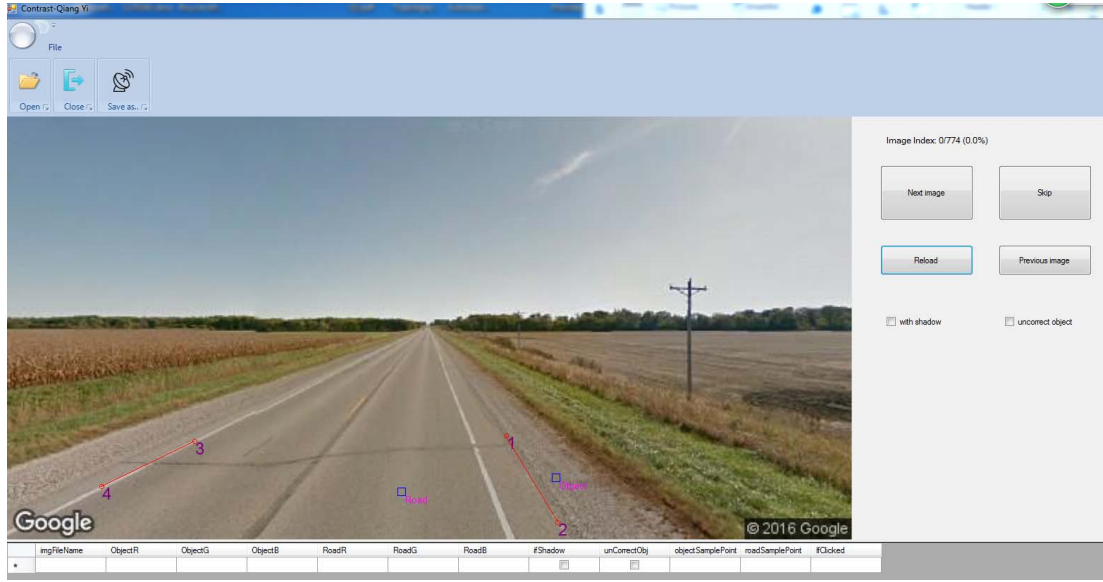 Contrast-Qiang Yi
File
Open
Close
Save as..
Image Index: 0/774 (0.0%)
Next image
Skip
Reload
Previous image
with shadow
uncorrect object
3
1
4
Object
Road
2
Google
© 2016 Google
imgFileName ObjectR ObjectG ObjectB RoadR RoadG RoadB ifShadow unCorrectObj objectSamplePoint roadSamplePoint IfClicked
*